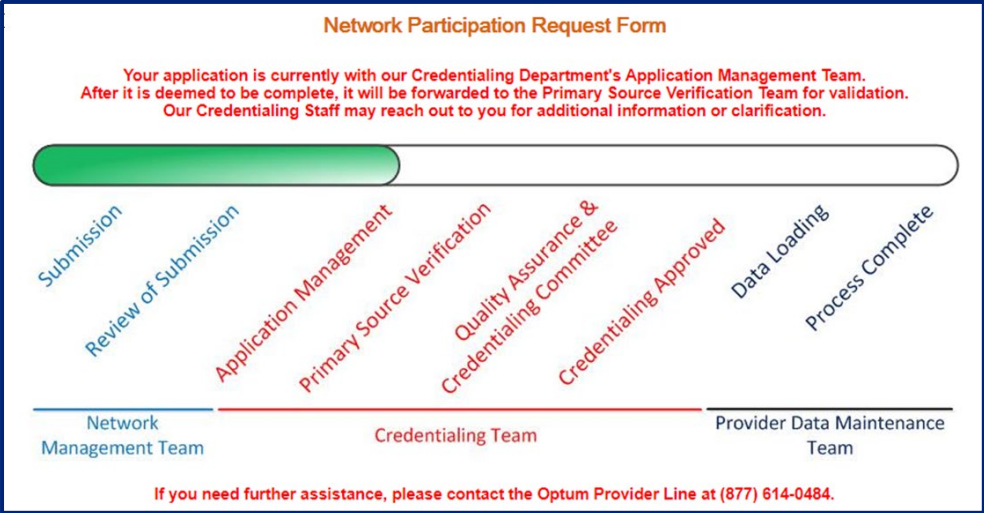 Network Participation Request Form
Your application is currently with our Credentialing Department's Application Management Team.
After it is deemed to be complete, it will be forwarded to the Primary Source Verification Team for validation.
Our Credentialing Staff may reach out to you for additional information or clarification.
Submission
Review of Submission
Application Management
Primary Source Verification
Quality Assurance &
Credentialing Committee
Credentialing Approved
Data Loading
Process Complete
Network
Management Team
Credentialing Team
Provider Data Maintenance
Team
If you need further assistance, please contact the Optum Provider Line at (877) 614-0484.